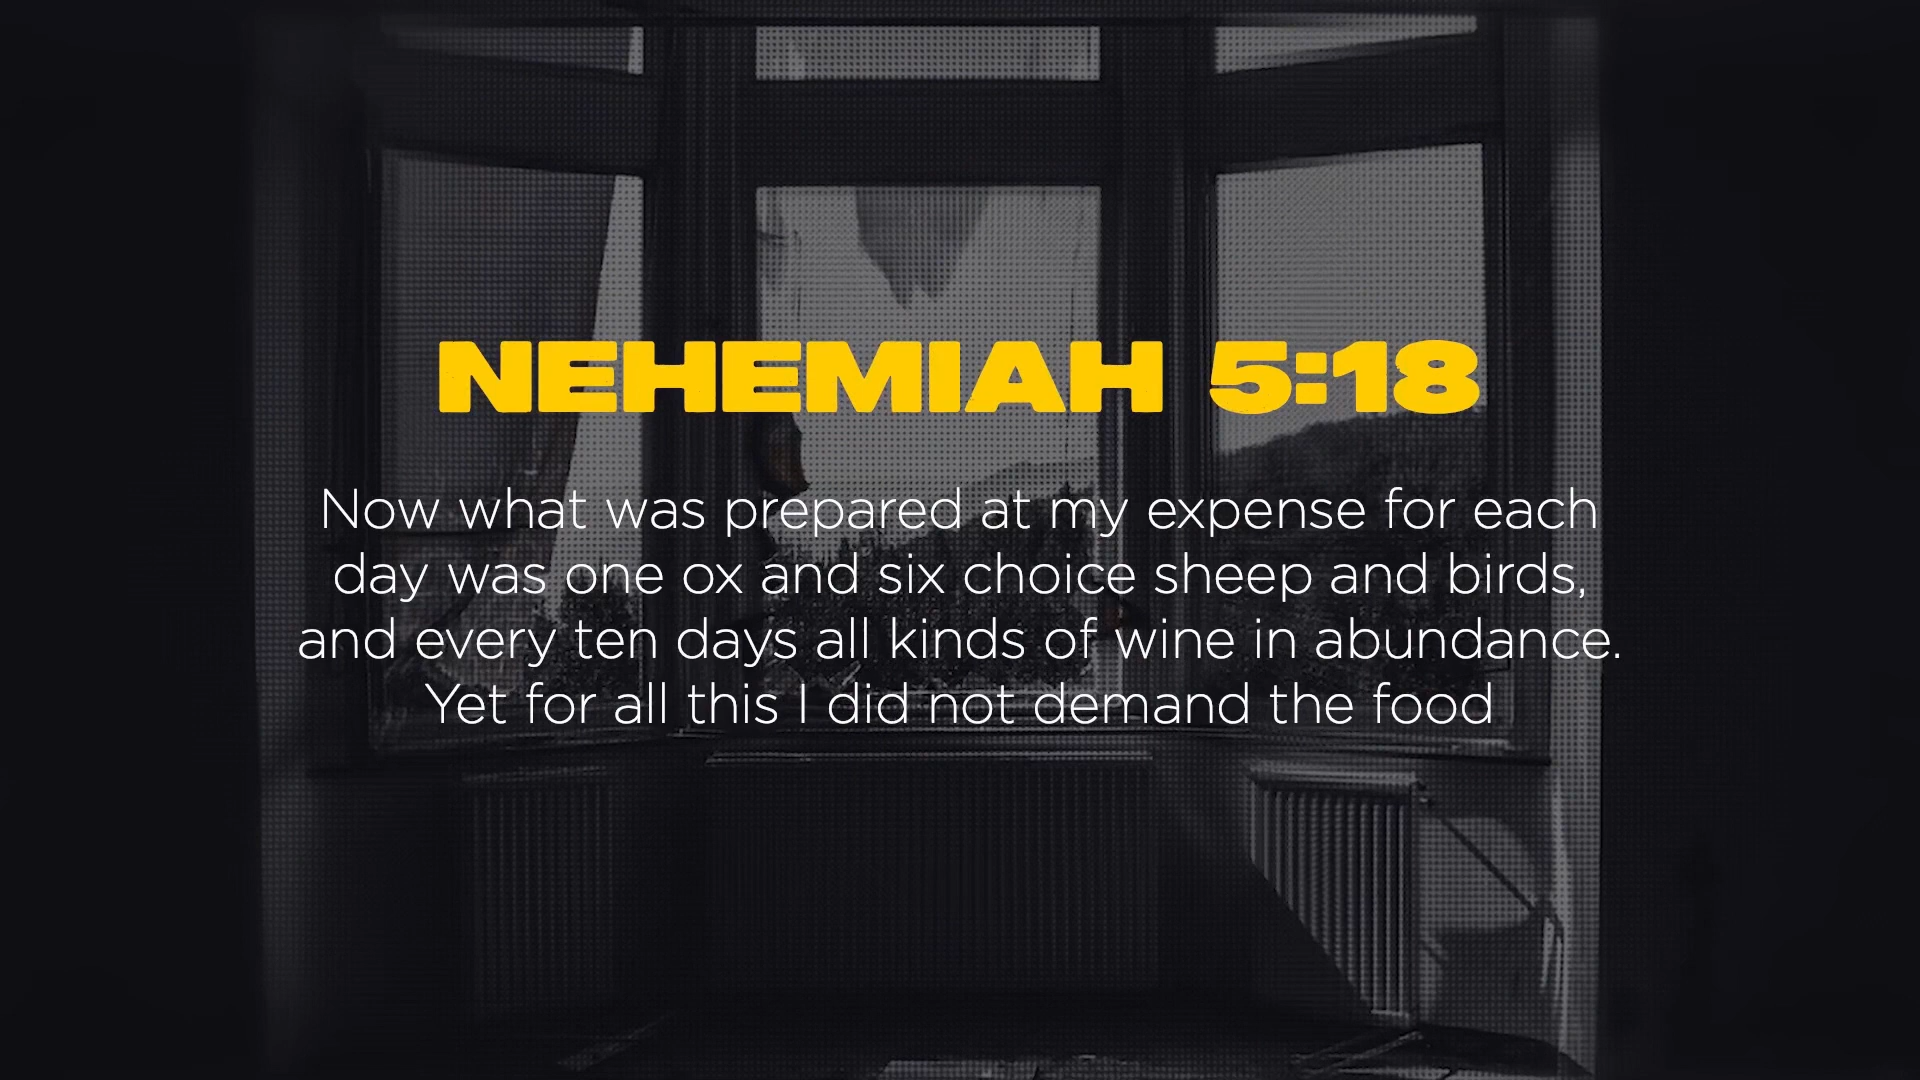 NEHEMIAH 5:18
Now what was prepared at my expense for each
day was one ox and six choice sheep and birds,
and every ten days all kinds of wine in abundance.
Yet for all this I did not demand the food